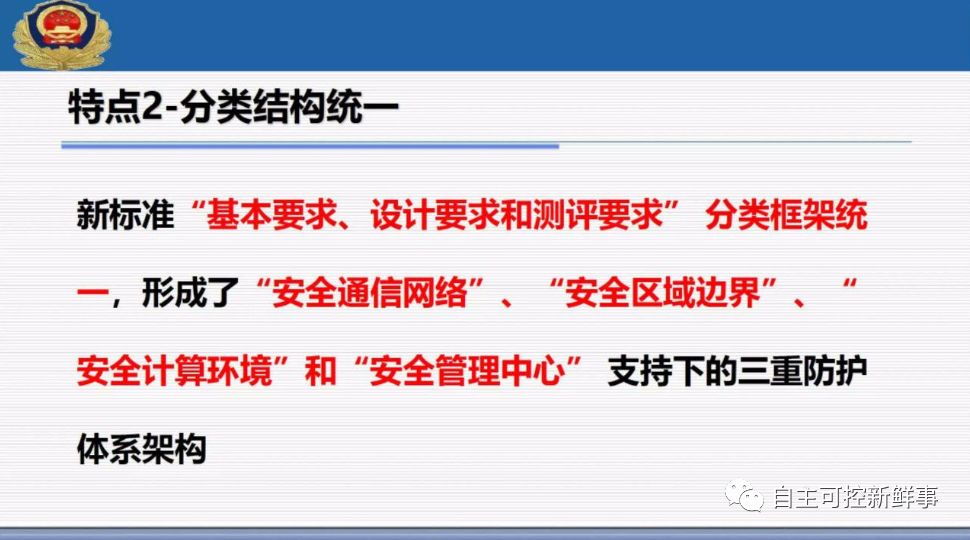 特点2-分类结构统一
新标准“基本要求、设计要求和测评要求” 分类框架统
一，形成了“安全通信网络”、“安全区域边界”、“
安全计算环境”和“安全管理中心” 支持下的三重防护
体系架构
自主可控新鲜事